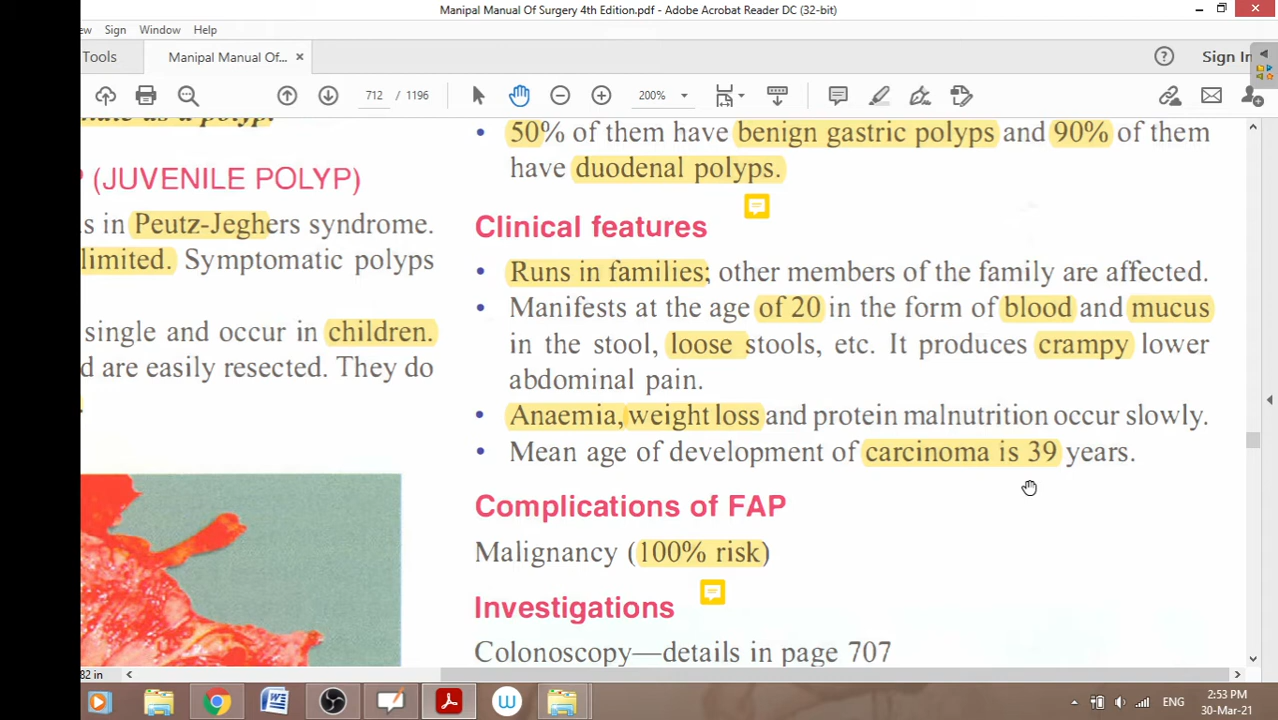 Manipal Manual Of Surgery 4th Edition.pdf - Adobe Acrobat Reader DC (32-bit)
Sign Window Help
Tools Manipal Manual Of... × Sign In
712 / 1196 200%
(JUVENILE POLYP)
s in Peutz-Jeghers syndrome.
limited. Symptomatic polyps
single and occur in children.
d are easily resected. They do
• 50% of them have benign gastric polyps and 90% of them
have duodenal polyps.
Clinical features
• Runs in families; other members of the family are affected.
• Manifests at the age of 20 in the form of blood and mucus
in the stool, loose stools, etc. It produces crampy lower
abdominal pain.
• Anaemia, weight loss and protein malnutrition occur slowly.
• Mean age of development of carcinoma is 39 years.
Complications of FAP
Malignancy (100% risk)
Investigations
Colonoscopy—details in page 707
82 in
ENG
2:53 PM
30-Mar-21